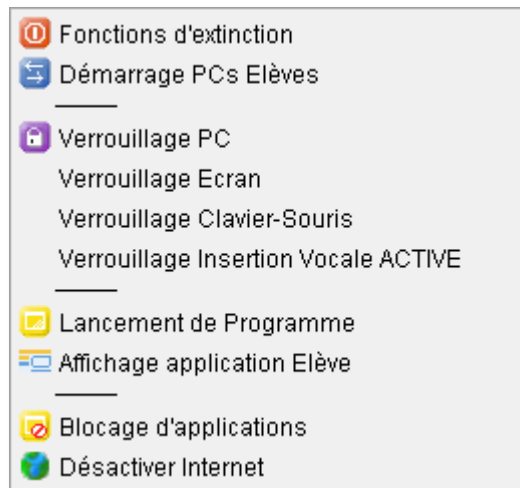 Fonctions d'extinction
Démarrage PCs Elèves
Verrouillage PC
Verrouillage Ecran
Verrouillage Clavier-Souris
Verrouillage Insertion Vocale ACTIVE
Lancement de Programme
Affichage application Elève
Blocage d'applications
Désactiver Internet